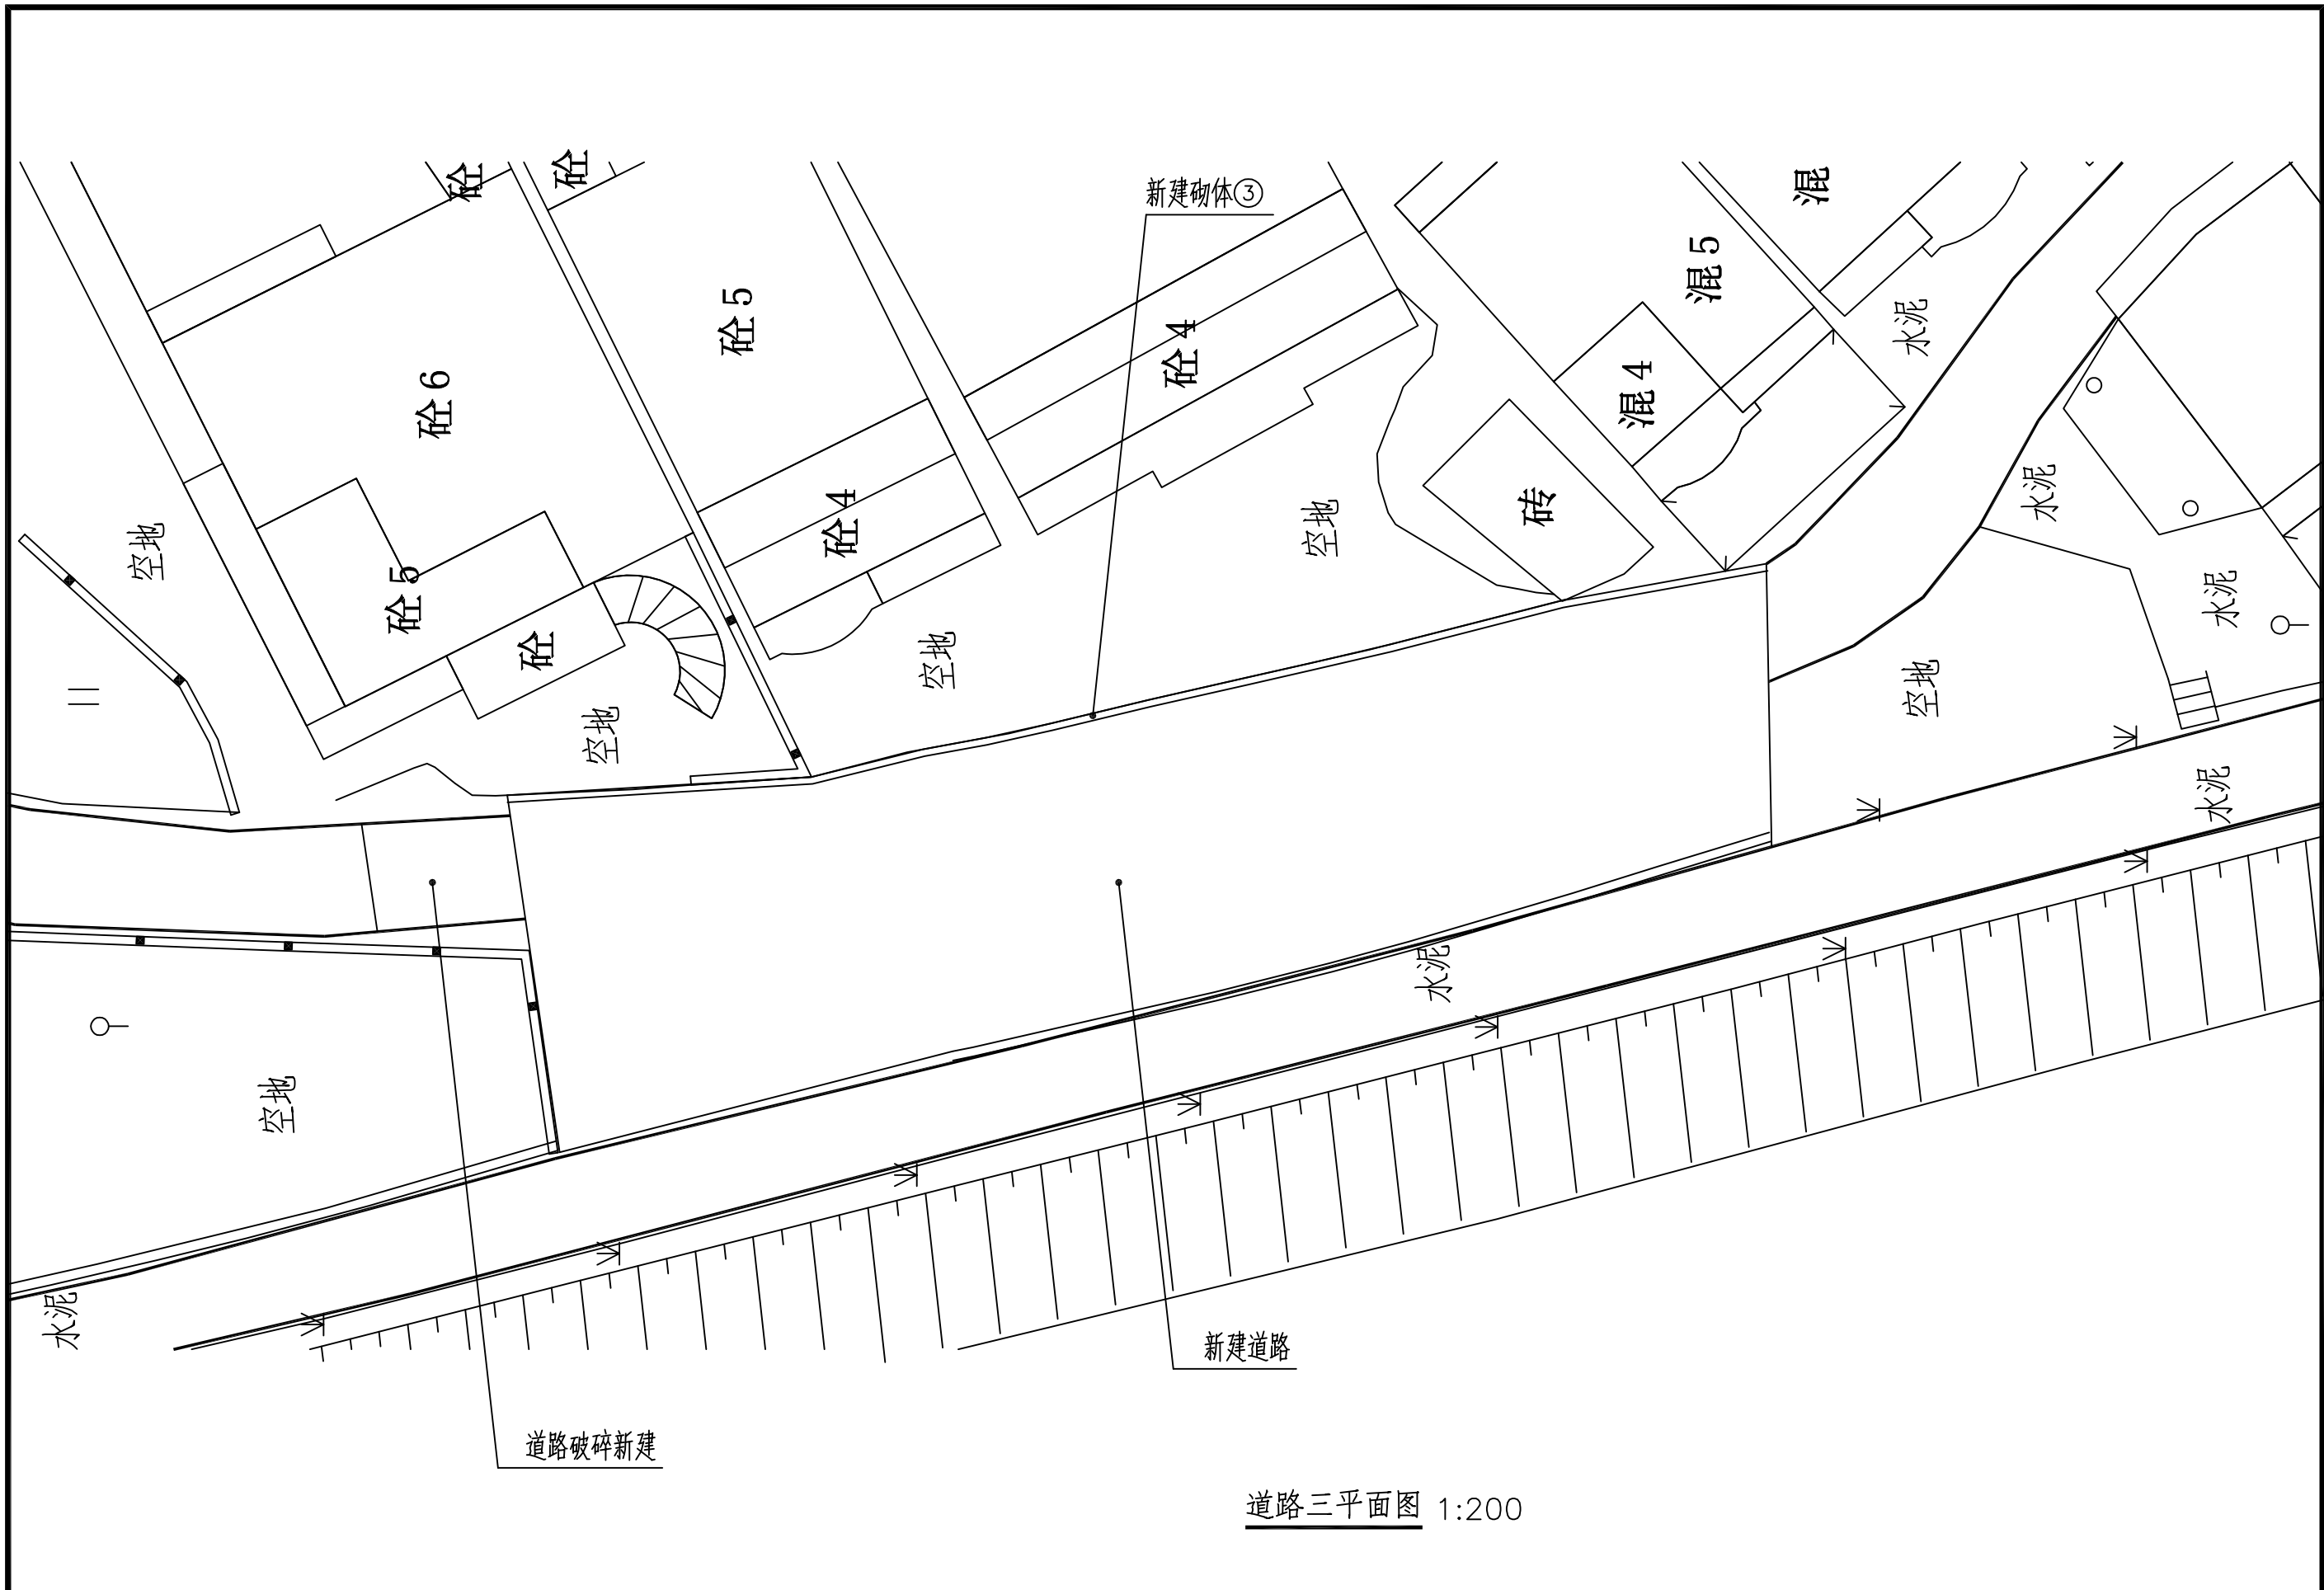 砼
砼
新建砌体③
混
混5
砼5
水泥
砼4
砼6
混4
砼4
砖
水泥
空地
空地
砼5
水泥
砼
空地
空地
空地
水泥
水泥
空地
水泥
新建道路
道路破碎新建
道路三平面图 1:200